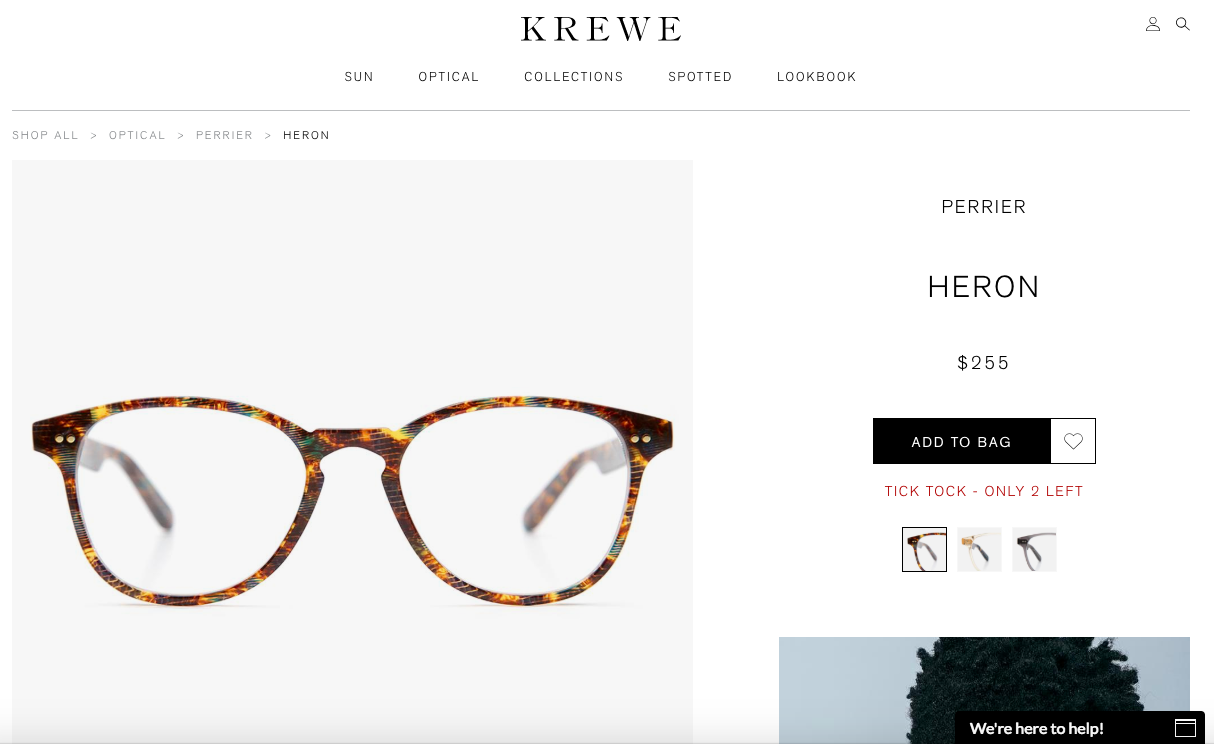 KREWE
SUN OPTICAL COLLECTIONS SPOTTED LOOKBOOK
SHOP ALL > OPTICAL > PERRIER > HERON
PERRIER
HERON
$255
ADD TO BAG
TICK TOCK - ONLY 2 LEFT
We're here to help!